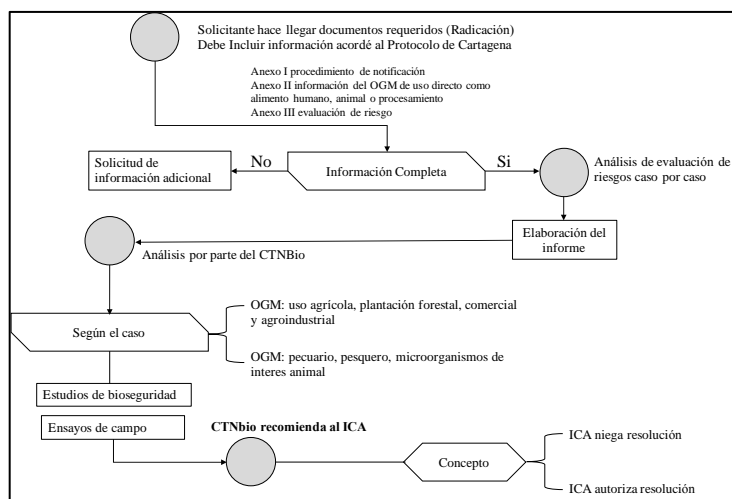 Solicitante hace llegar documentos requeridos (Radicación)
Debe Incluir información acordé al Protocolo de Cartagena
Anexo I procedimiento de notificación
Anexo II información del OGM de uso directo como
alimento humano, animal o procesamiento
Anexo III evaluación de riesgo
Solicitud de
información adicional
No
Información Completa
Si
Análisis de evaluación de
riesgos caso por caso
Elaboración del
informe
Análisis por parte del CTNBio
Según el caso
OGM: uso agrícola, plantación forestal, comercial
y agroindustrial
OGM: pecuario, pesquero, microorganismos de
interes animal
Estudios de bioseguridad
Ensayos de campo
CTNbio recomienda al ICA
Concepto
ICA niega resolución
ICA autoriza resolución